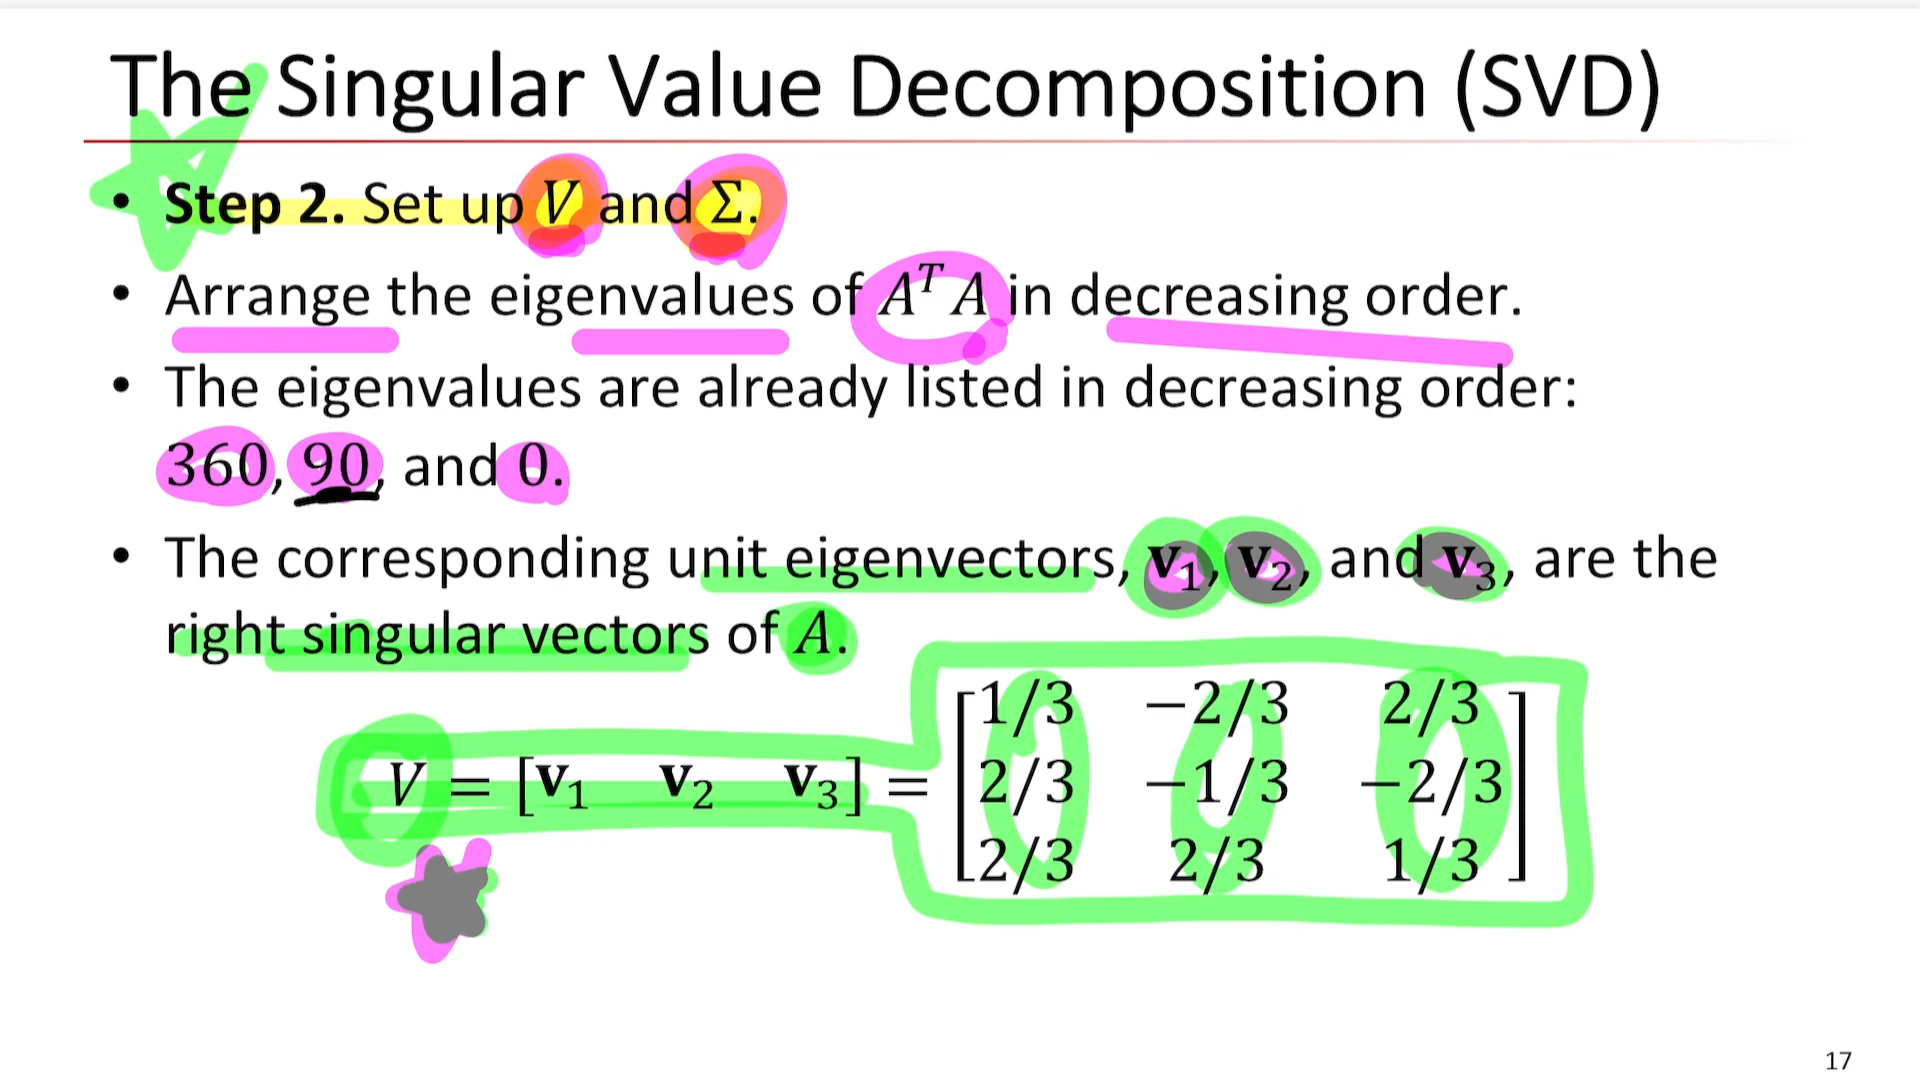 The Singular Value Decomposition (SVD)
• Step 2. Set up V and Σ.
• Arrange the eigenvalues of AᵀA in decreasing order.
• The eigenvalues are already listed in decreasing order:
360, 90, and 0.
• The corresponding unit eigenvectors, v₁, v₂, and v₃, are the
right singular vectors of A.
V = [v₁ v₂ v₃] = [1/3 −2/3 2/3
2/3 −1/3 −2/3
2/3 2/3 1/3]
17